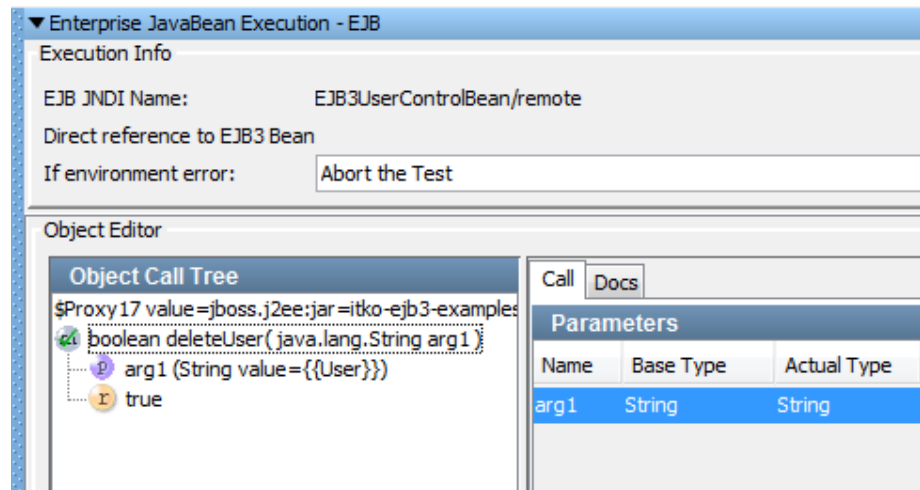 Enterprise JavaBean Execution - EJB
Execution Info
EJB JNDI Name: EJB3UserControlBean/remote
Direct reference to EJB3 Bean
If environment error: Abort the Test
Object Editor
Object Call Tree
$Proxy17 value=jboss.j2ee:jar=itko-ejb3-examples
boolean deleteUser( java.lang.String arg1 )
P arg1 (String value={{User}})
r true
Call Docs
Parameters
Name Base Type Actual Type
arg1 String String